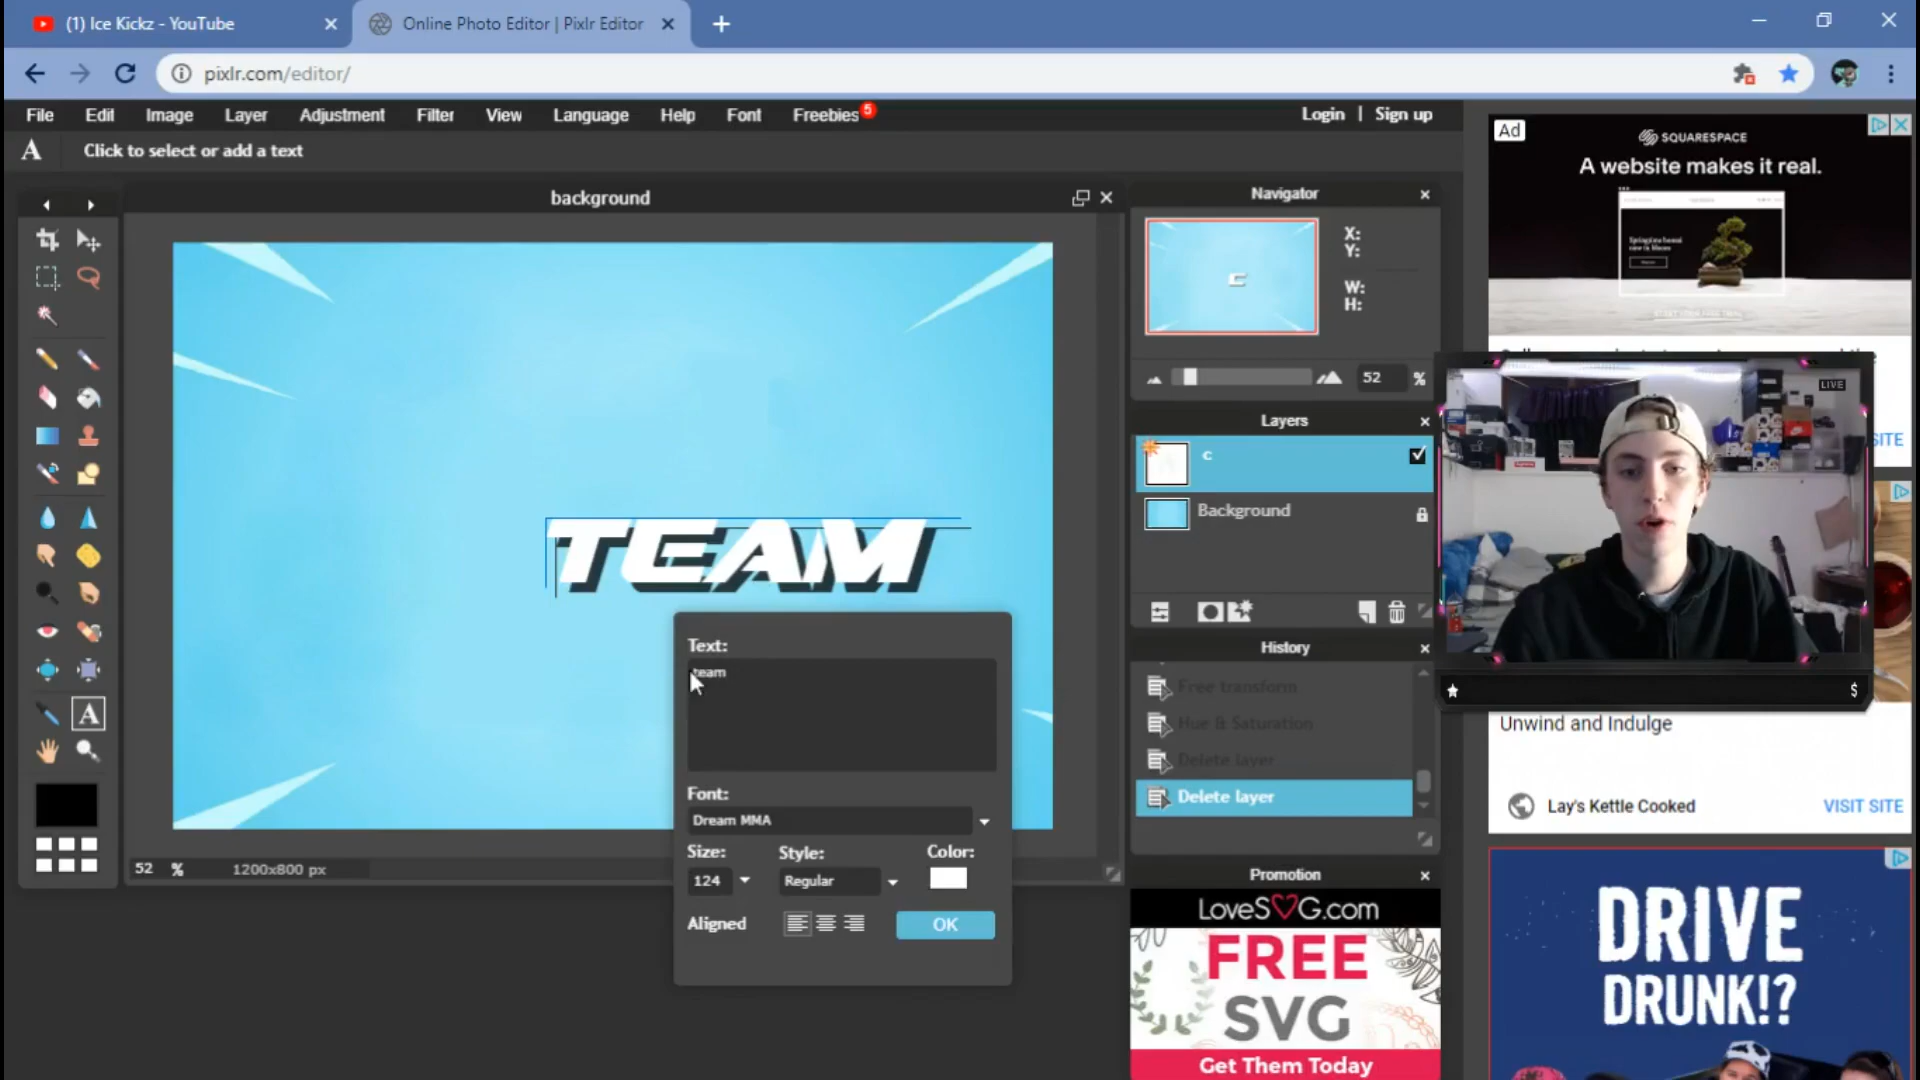 (1) Ice Kickz - YouTube
Online Photo Editor | Pixlr Editor
pixlr.com/editor/
File Edit Image Layer Adjustment Filter View Language Help Font Freebies 5
Login | Sign up
A Click to select or add a text
background
TEAM
Text:
team
Font:
Dream MMA
Size: Style: Color:
124 Regular
Aligned OK
52 % 1200x800 px
Navigator
X:
Y:
W:
H:
52 %
Layers
c
Background
History
Free transform
Hue & Saturation
Delete layer
Delete layer
Promotion
LoveSVG.com
FREE
SVG
Get Them Today
Ad
SQUARESPACE
A website makes it real.
LIVE
SITE
$
Unwind and Indulge
Lay's Kettle Cooked VISIT SITE
DRIVE
DRUNK!?